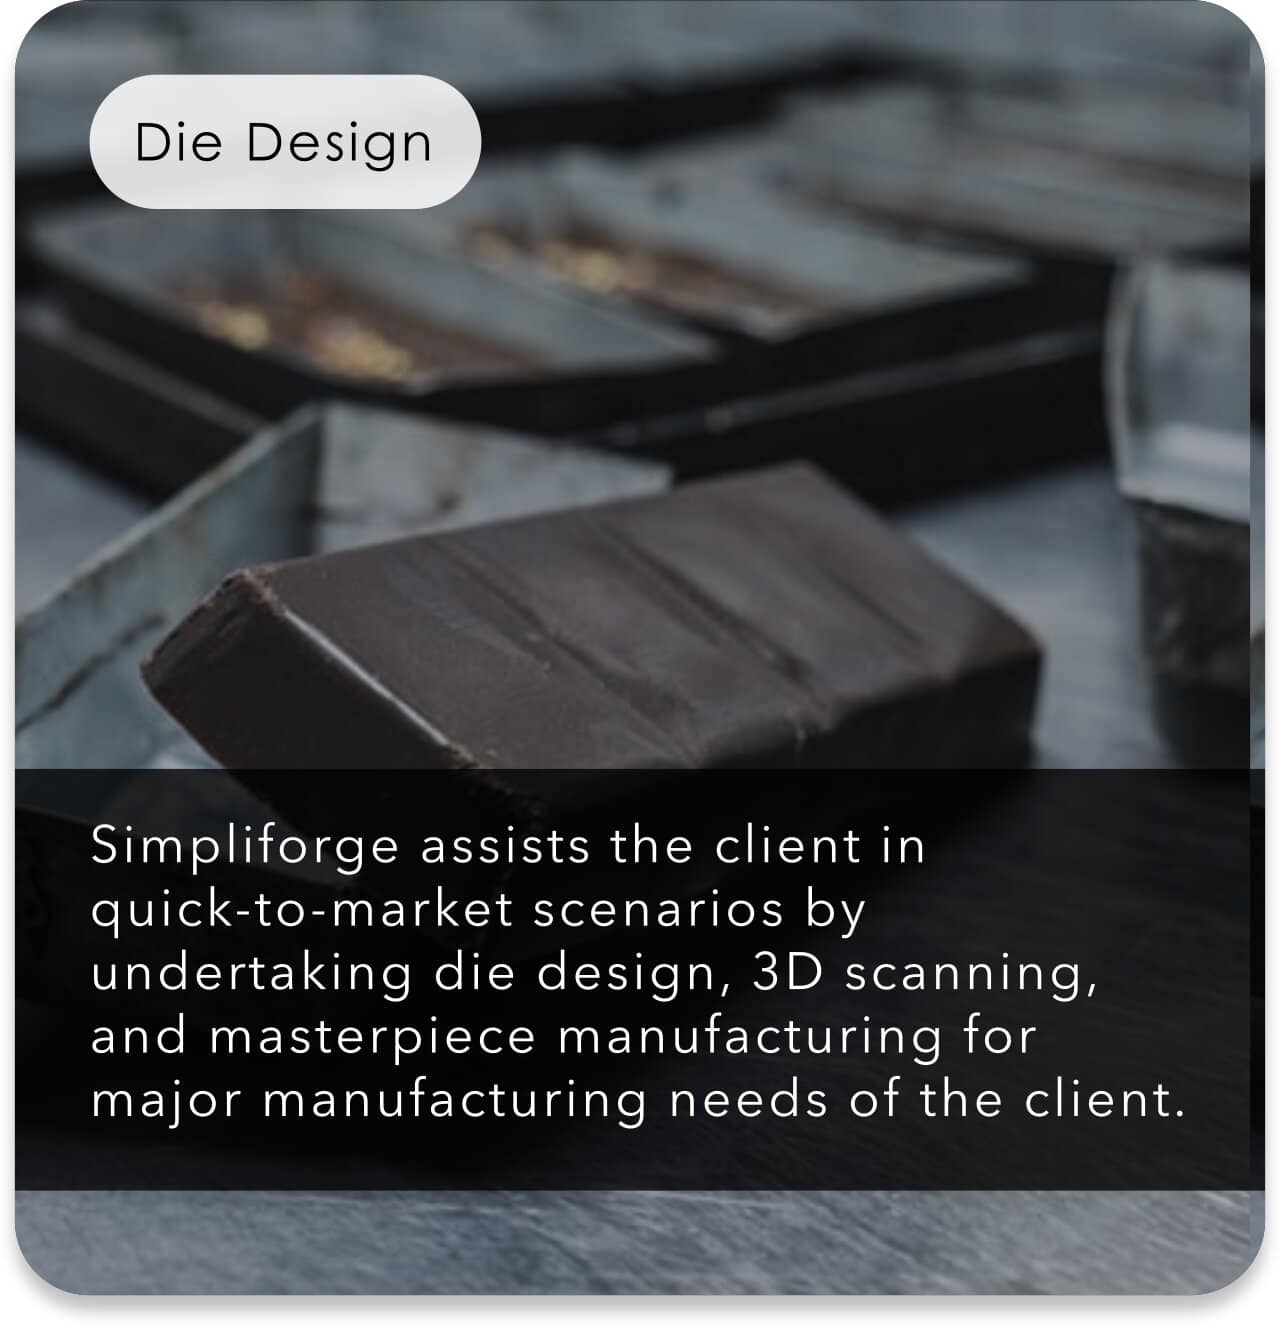 Die Design
Simpliforge assists the client in
quick-to-market scenarios by
undertaking die design, 3D scanning,
and masterpiece manufacturing for
major manufacturing needs of the client.